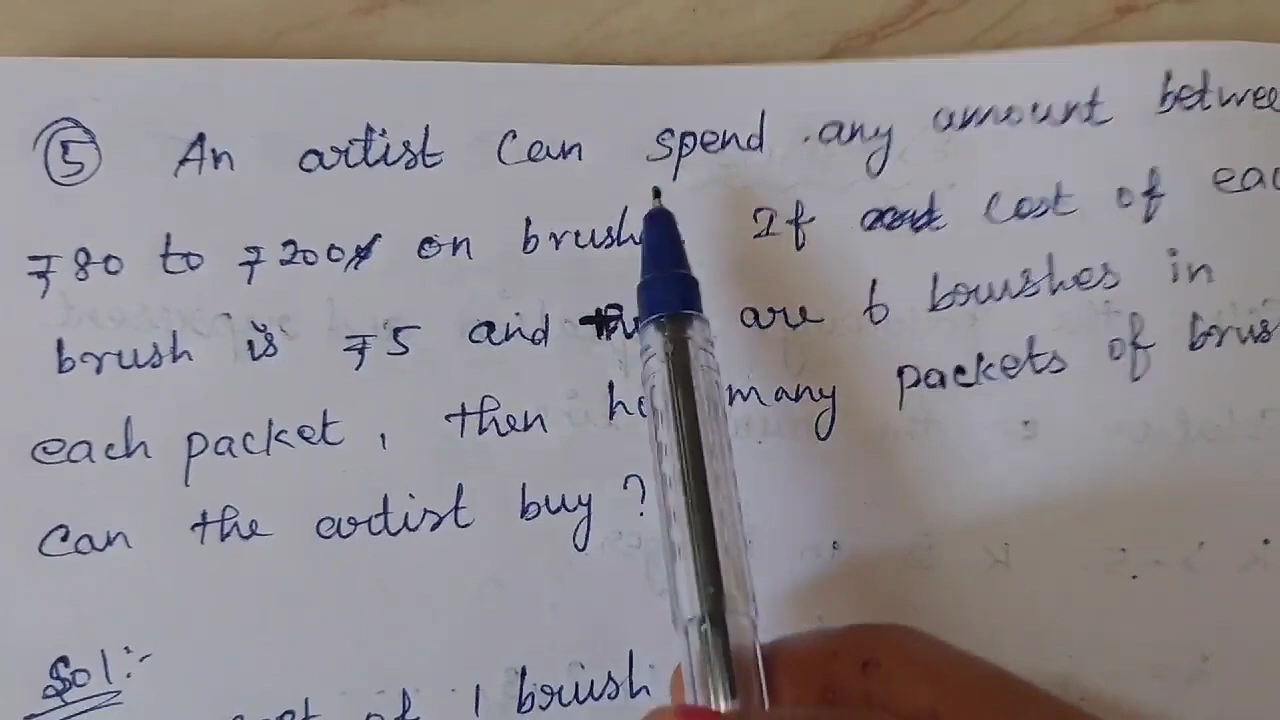 ⑤ An artist can spend any amount betwee
₹80 to ₹200 on brush If cost of eac
brush is ₹5 and are 6 brushes in
each packet, then many packets of brus
can the artist buy?
Sol:-
of 1 brush